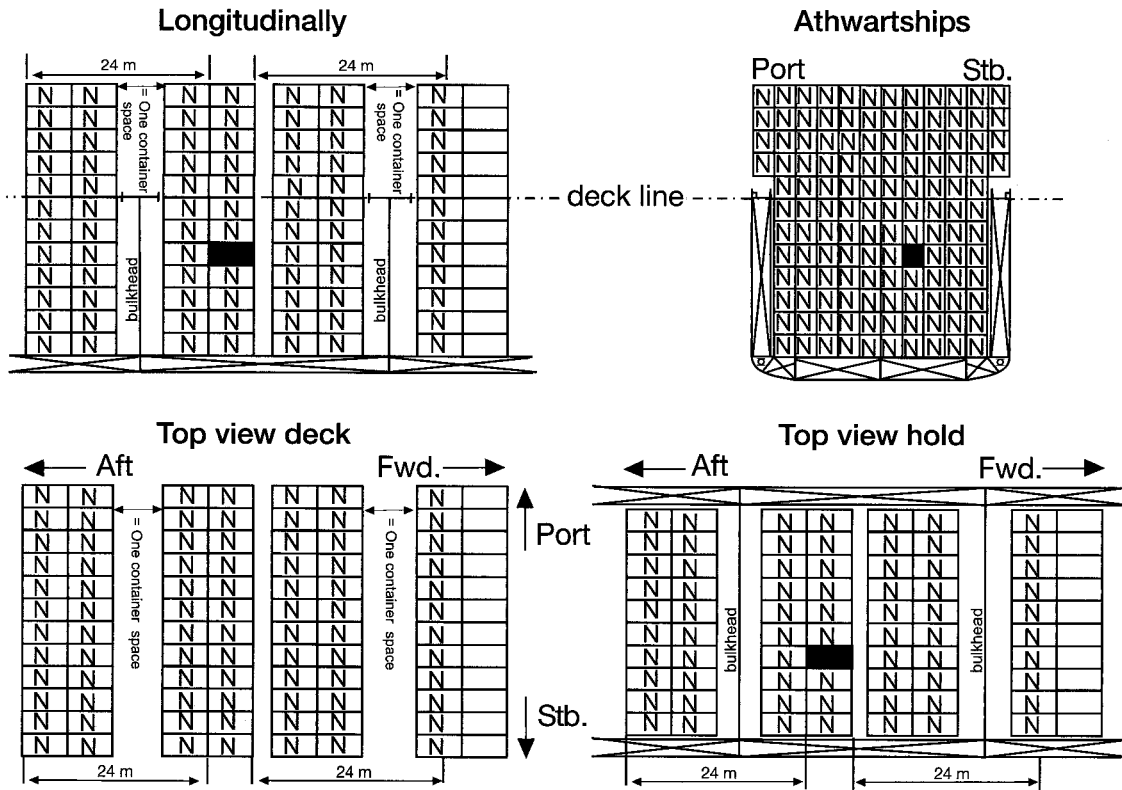 Longitudinally
24 m
24 m
N N N N N N N
N N N N N N N
N N N N N N N
N N N N N N N
N N N N N N N
N N N N N N N
N N N N N N N
N N N N N N
N N N N N N N
N N N N N N N
N N N N N N N
N N N N N N N
= One container
space
= One container
space
bulkhead
bulkhead
deck line
Athwartships
Port
Stb.
N N N N N N N N N N N N
N N N N N N N N N N N N
N N N N N N N N N N N N
N N N N N N N N N N N N
N N N N N N N N N N
N N N N N N N N N N
N N N N N N N N N N
N N N N N N N N N
N N N N N N N N N N
N N N N N N N N N N
N N N N N N N N N N
N N N N N N N N N N
Top view deck
Aft
Fwd.
N N N N N N N
N N N N N N N
N N N N N N N
N N N N N N N
N N N N N N N
N N N N N N N
N N N N N N N
N N N N N N N
N N N N N N N
N N N N N N N
N N N N N N N
N N N N N N N
= One container space
= One container space
Port
Stb.
24 m
24 m
Top view hold
Aft
Fwd.
N N N N N N N
N N N N N N N
N N N N N N N
N N N N N N N
N N N N N N N
N N N N N N N
N N N N N N
N N N N N N N
N N N N N N N
N N N N N N N
bulkhead
bulkhead
24 m
24 m